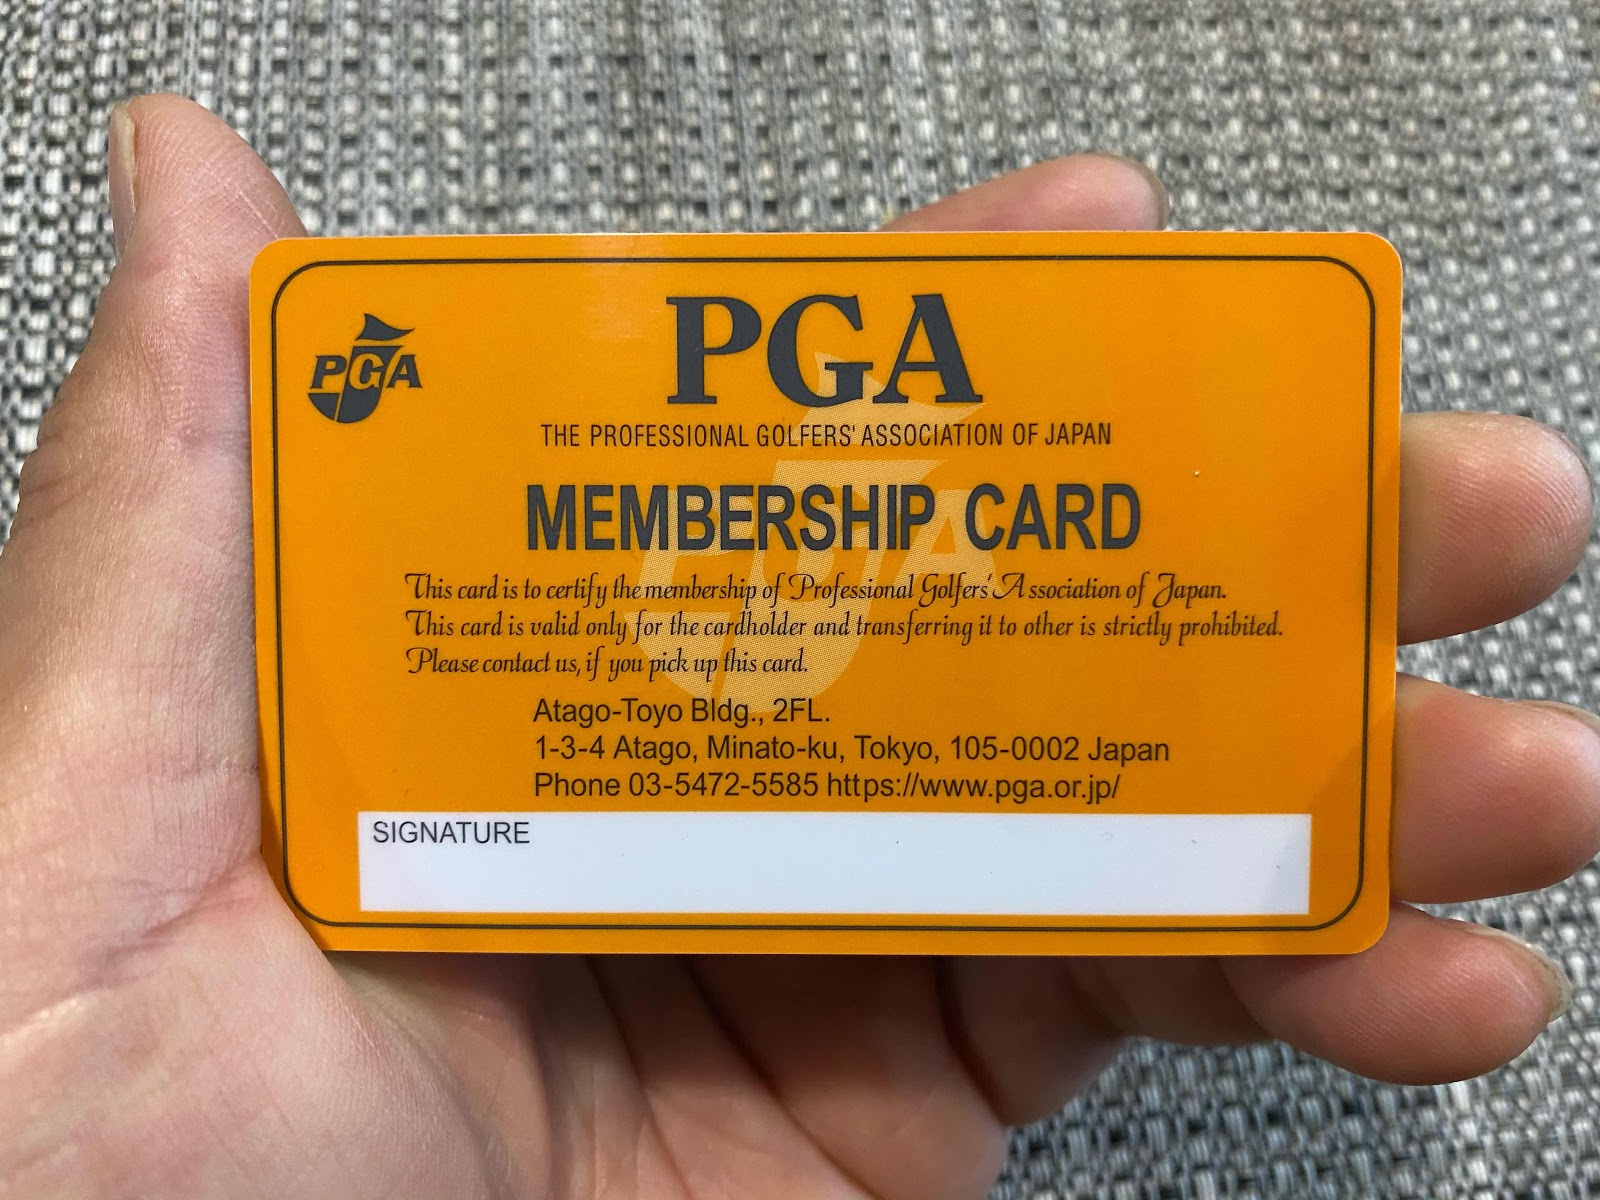 PGA
PGA
THE PROFESSIONAL GOLFERS' ASSOCIATION OF JAPAN
MEMBERSHIP CARD
This card is to certify the membership of Professional Golfers' Association of Japan.
This card is valid only for the cardholder and transferring it to other is strictly prohibited.
Please contact us, if you pick up this card.
Atago-Toyo Bldg., 2FL.
1-3-4 Atago, Minato-ku, Tokyo, 105-0002 Japan
Phone 03-5472-5585 https://www.pga.or.jp/
SIGNATURE